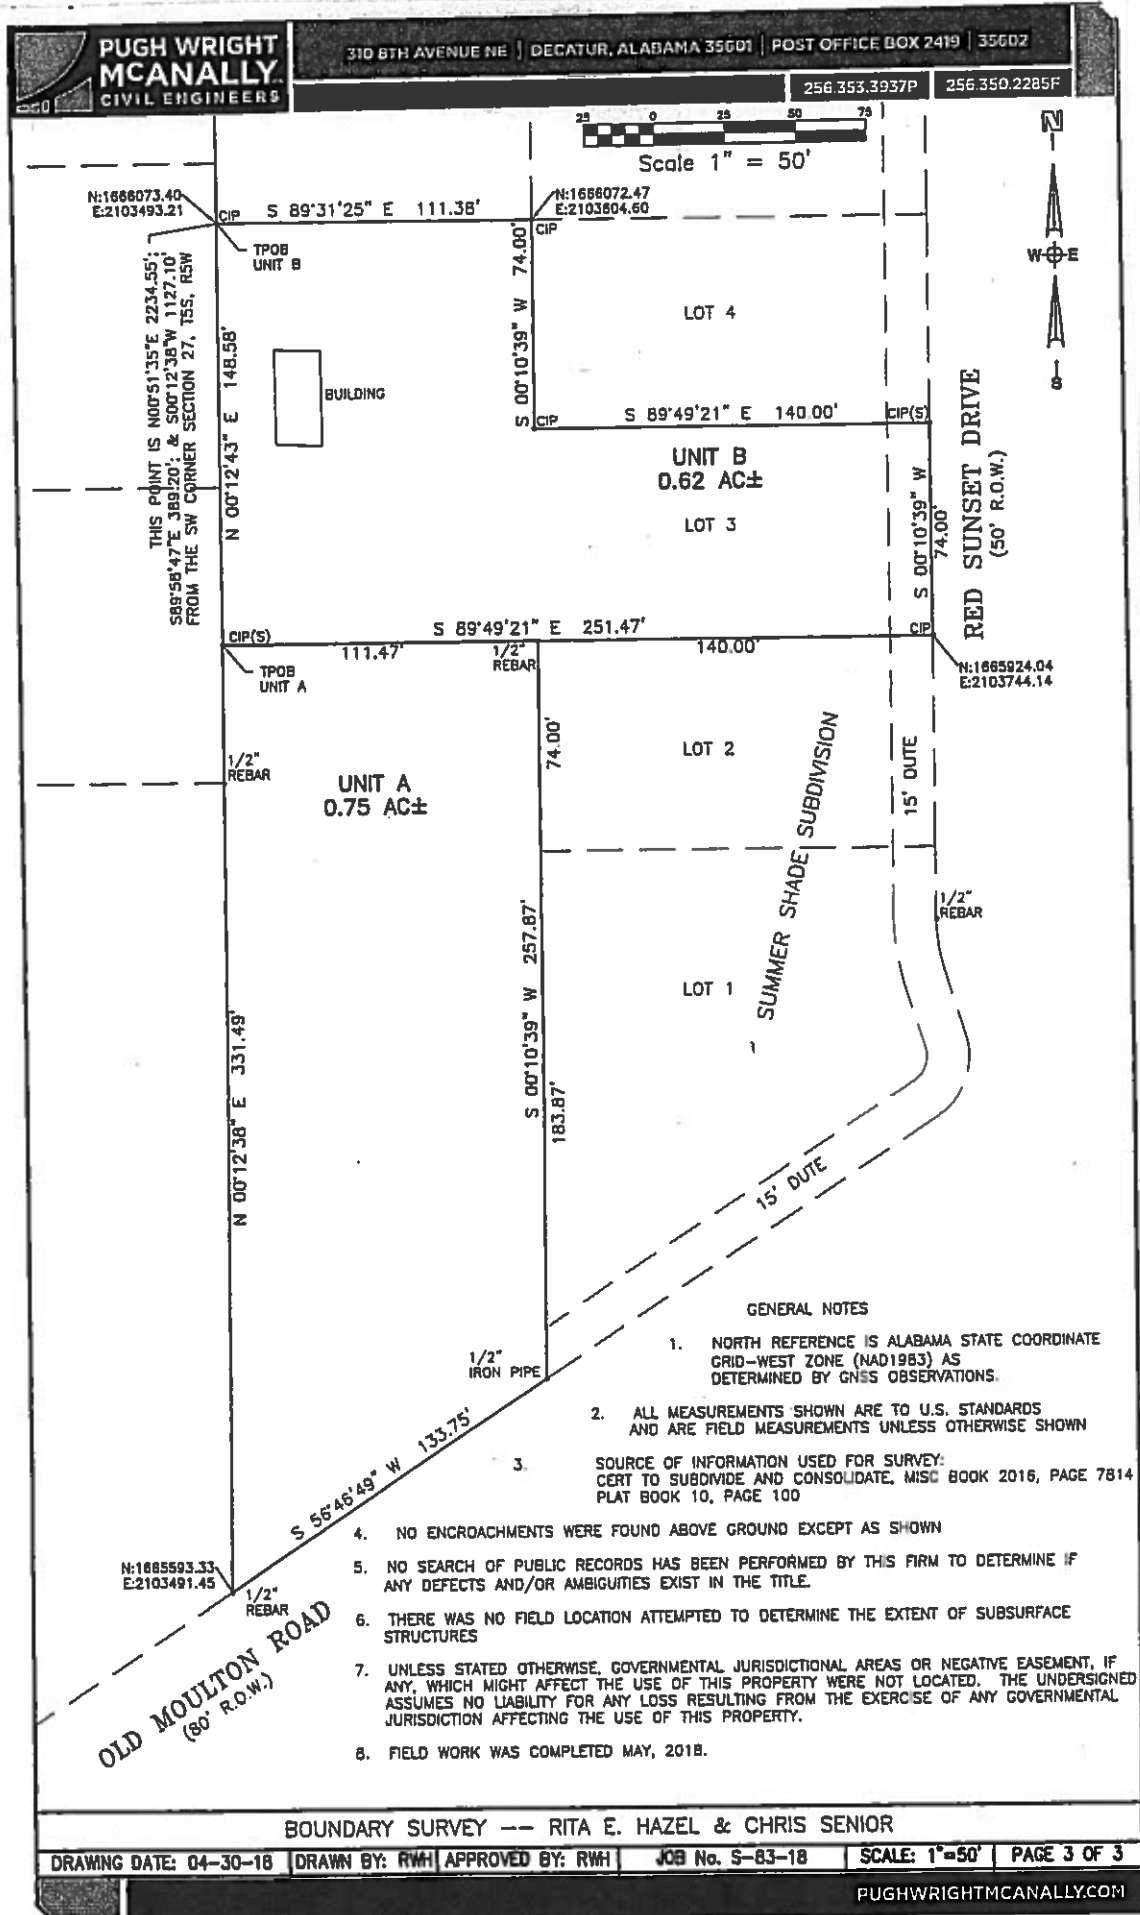 PUGH WRIGHT
MCANALLY
CIVIL ENGINEERS
310 8TH AVENUE NE | DECATUR, ALABAMA 35601 | POST OFFICE BOX 2419 | 35602
256.353.3937P
256.350.2285F
25 0 25 50 75
Scale 1" = 50'
N
W E
S
N:1666073.40
E:2103493.21
CIP
S 89°31'25" E 111.38'
N:1666072.47
E:2103604.60
CIP
TPOB
UNIT B
THIS POINT IS N00°51'35"E 2234.55';
S89°58'47"E 389.20'; & S00°12'38"W 1127.10'
FROM THE SW CORNER SECTION 27, T5S, R5W
N 00°12'43" E 148.58'
BUILDING
S 00°10'39" W 74.00'
LOT 4
CIP
S 89°49'21" E 140.00'
CIP(S)
UNIT B
0.62 AC±
LOT 3
S 00°10'39" W
74.00'
RED SUNSET DRIVE
(50' R.O.W.)
CIP(S)
S 89°49'21" E 251.47'
CIP
111.47'
1/2"
REBAR
140.00'
TPOB
UNIT A
N:1665924.04
E:2103744.14
1/2"
REBAR
UNIT A
0.75 AC±
74.00'
LOT 2
SUMMER SHADE SUBDIVISION
15' DUTE
1/2"
REBAR
S 00°10'39" W 257.87'
LOT 1
N 00°12'38" E 331.49'
183.87'
15' DUTE
1/2"
IRON PIPE
S 56°46'49" W 133.75'
N:1665593.33
E:2103491.45
1/2"
REBAR
OLD MOULTON ROAD
(80' R.O.W.)
GENERAL NOTES
1. NORTH REFERENCE IS ALABAMA STATE COORDINATE
GRID-WEST ZONE (NAD1983) AS
DETERMINED BY GNSS OBSERVATIONS.
2. ALL MEASUREMENTS SHOWN ARE TO U.S. STANDARDS
AND ARE FIELD MEASUREMENTS UNLESS OTHERWISE SHOWN
3. SOURCE OF INFORMATION USED FOR SURVEY:
CERT TO SUBDIVIDE AND CONSOLIDATE, MISC BOOK 2016, PAGE 7814
PLAT BOOK 10, PAGE 100
4. NO ENCROACHMENTS WERE FOUND ABOVE GROUND EXCEPT AS SHOWN
5. NO SEARCH OF PUBLIC RECORDS HAS BEEN PERFORMED BY THIS FIRM TO DETERMINE IF
ANY DEFECTS AND/OR AMBIGUITIES EXIST IN THE TITLE.
6. THERE WAS NO FIELD LOCATION ATTEMPTED TO DETERMINE THE EXTENT OF SUBSURFACE
STRUCTURES
7. UNLESS STATED OTHERWISE, GOVERNMENTAL JURISDICTIONAL AREAS OR NEGATIVE EASEMENT, IF
ANY, WHICH MIGHT AFFECT THE USE OF THIS PROPERTY WERE NOT LOCATED. THE UNDERSIGNED
ASSUMES NO LIABILITY FOR ANY LOSS RESULTING FROM THE EXERCISE OF ANY GOVERNMENTAL
JURISDICTION AFFECTING THE USE OF THIS PROPERTY.
8. FIELD WORK WAS COMPLETED MAY, 2018.
BOUNDARY SURVEY -- RITA E. HAZEL & CHRIS SENIOR
DRAWING DATE: 04-30-18 DRAWN BY: RWH APPROVED BY: RWH JOB No. S-83-18 SCALE: 1"=50' PAGE 3 OF 3
PUGHWRIGHTMCANALLY.COM